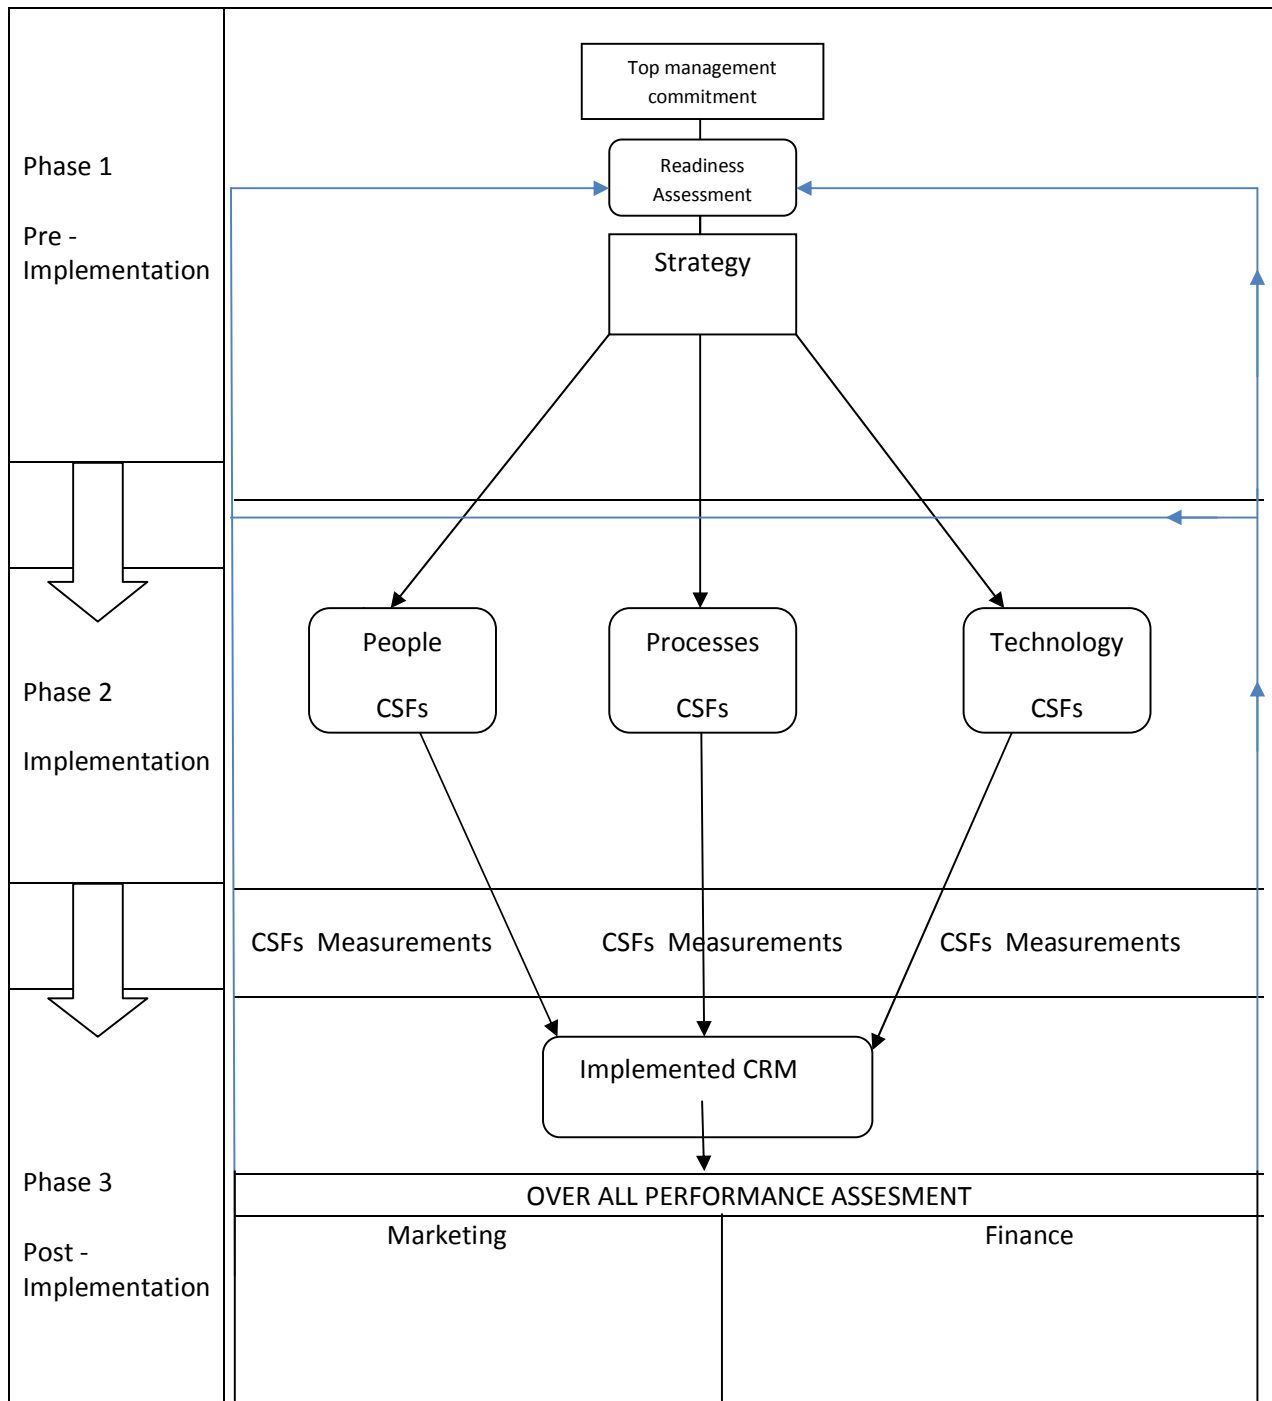 Top management
commitment
Phase 1
Pre -
Implementation
Readiness
Assessment
Strategy
Phase 2
Implementation
People
CSFs
Processes
CSFs
Technology
CSFs
CSFs  Measurements
CSFs  Measurements
CSFs  Measurements
Phase 3
Post -
Implementation
Implemented CRM
OVER ALL PERFORMANCE ASSESMENT
Marketing
Finance